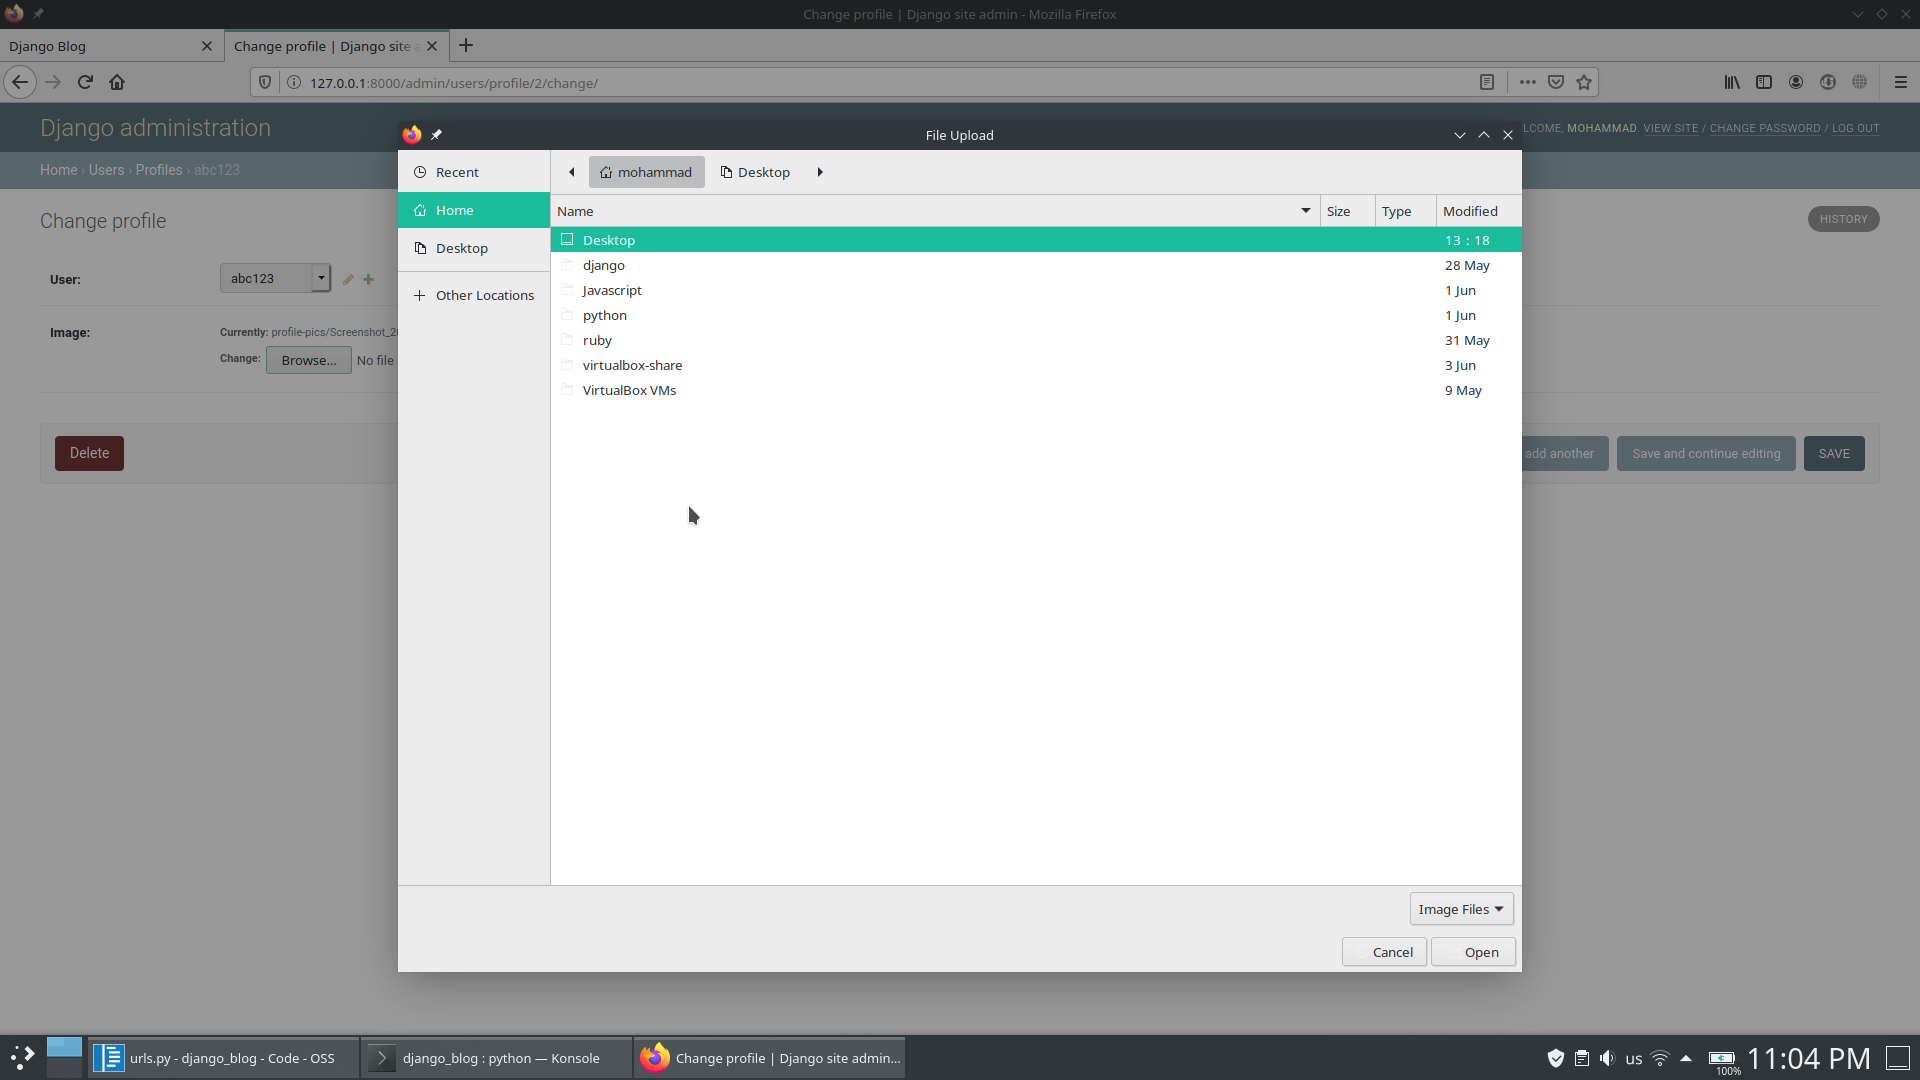 Change profile | Django site admin - Mozilla Firefox
Django Blog
Change profile | Django site a
127.0.0.1:8000/admin/users/profile/2/change/
Django administration
LCOME, MOHAMMAD. VIEW SITE / CHANGE PASSWORD / LOG OUT
Home › Users › Profiles › abc123
Change profile
HISTORY
User:
abc123
Image:
Currently: profile-pics/Screenshot_20
Change: Browse... No file
Delete
add another
Save and continue editing
SAVE
File Upload
Recent
Home
Desktop
Other Locations
mohammad
Desktop
Name Size Type Modified
Desktop 13 : 18
django 28 May
Javascript 1 Jun
python 1 Jun
ruby 31 May
virtualbox-share 3 Jun
VirtualBox VMs 9 May
Image Files
Cancel
Open
urls.py - django_blog - Code - OSS
django_blog : python — Konsole
Change profile | Django site admin...
us
100%
11:04 PM